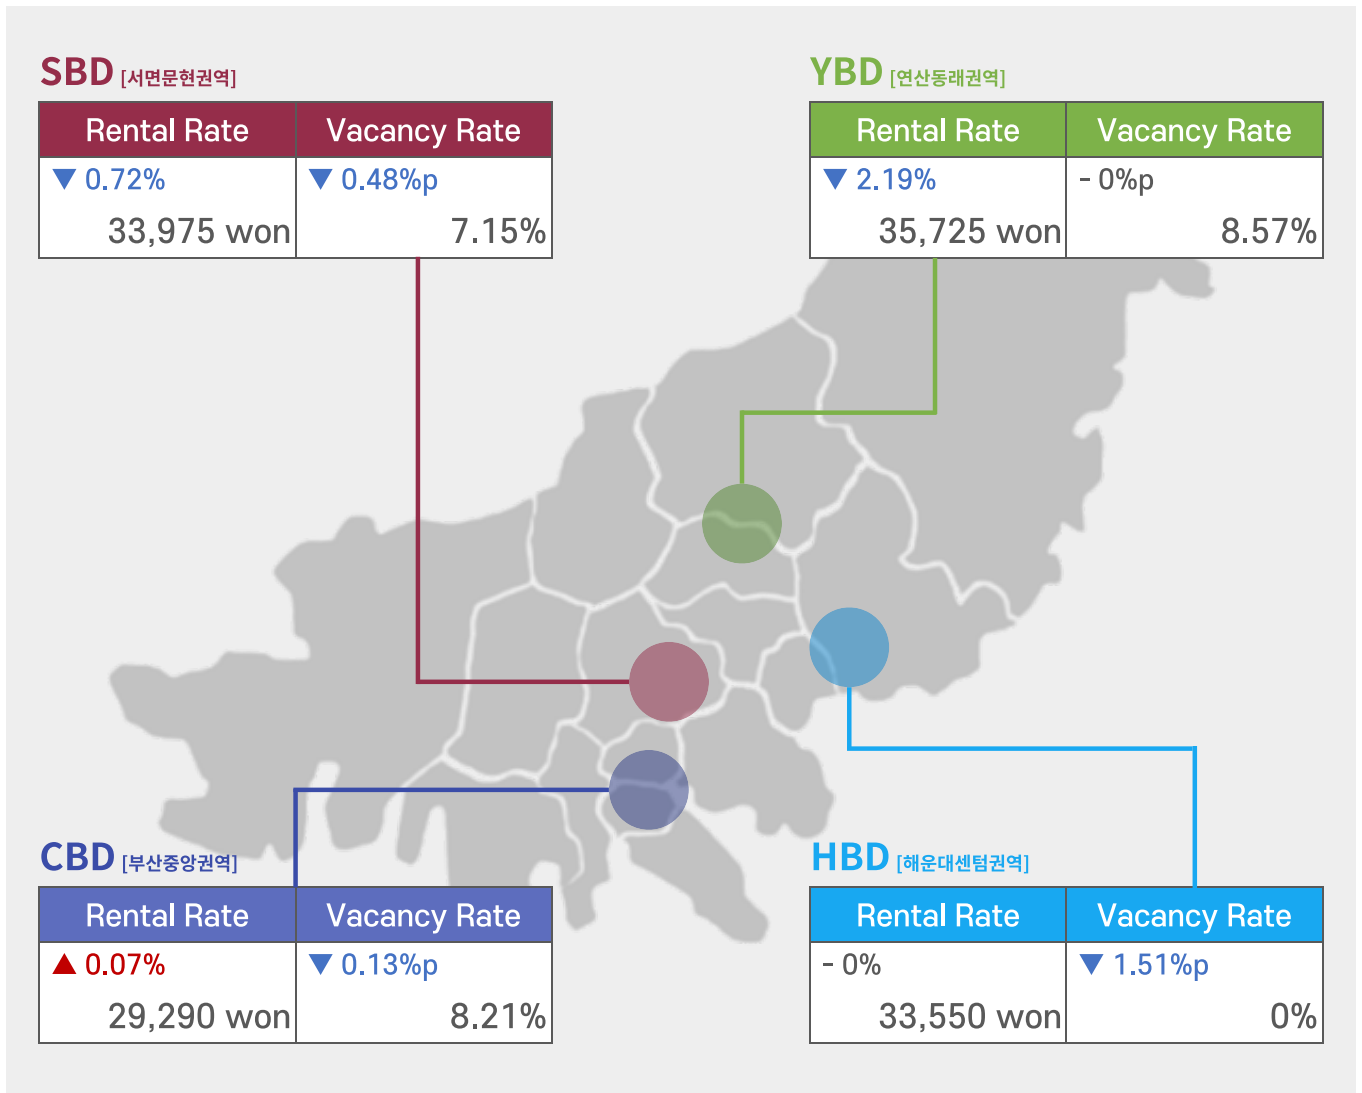 SBD [서면문현권역]
Rental Rate Vacancy Rate
▼ 0.72% ▼ 0.48%p
33,975 won 7.15%
YBD [연산동래권역]
Rental Rate Vacancy Rate
▼ 2.19% - 0%p
35,725 won 8.57%
CBD [부산중앙권역]
Rental Rate Vacancy Rate
▲ 0.07% ▼ 0.13%p
29,290 won 8.21%
HBD [해운대센텀권역]
Rental Rate Vacancy Rate
- 0% ▼ 1.51%p
33,550 won 0%